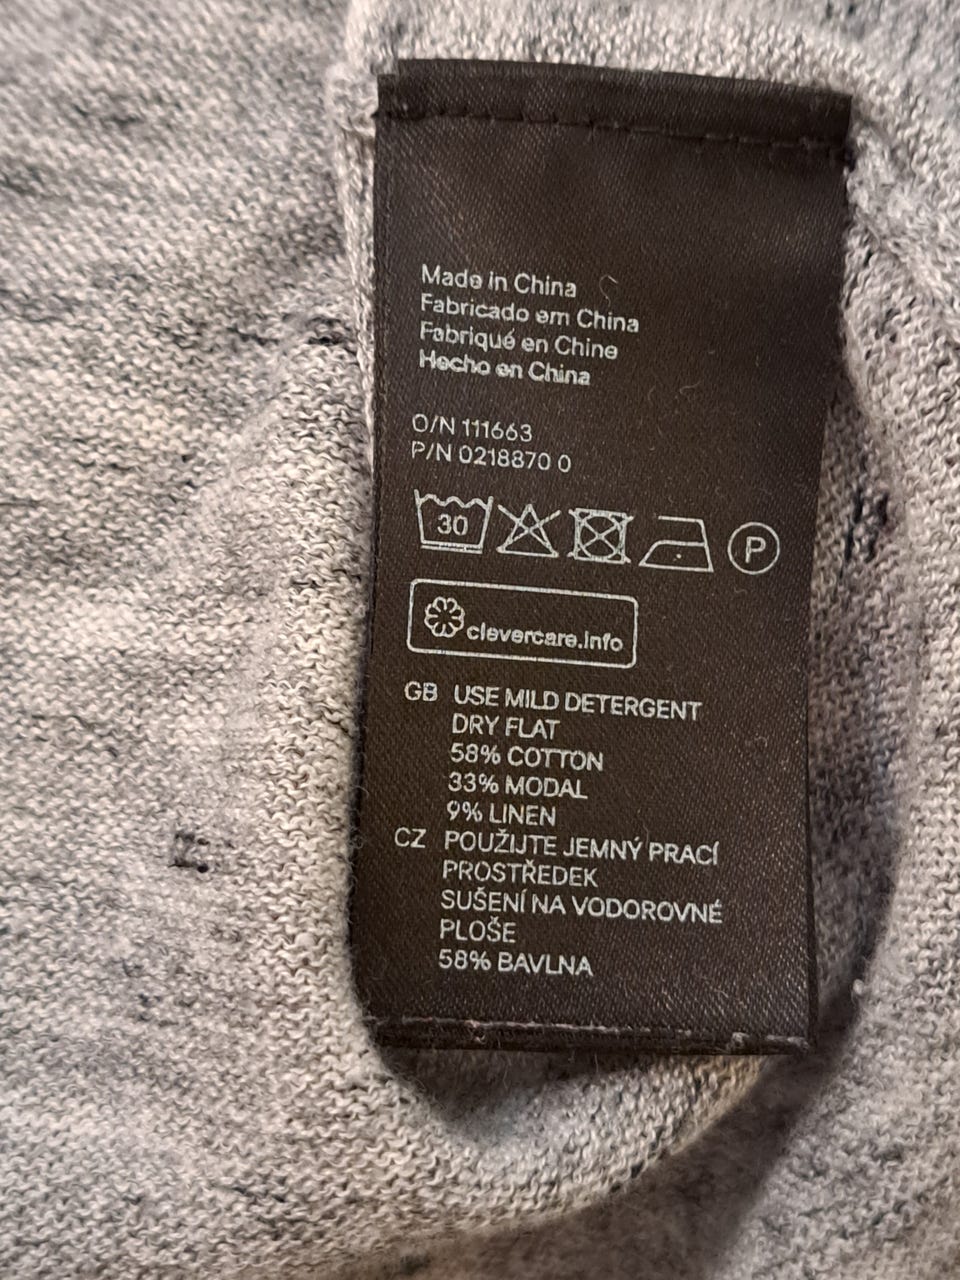 Made in China
Fabricado em China
Fabriqué en Chine
Hecho en China
O/N 111663
P/N 0218870 0
30 P
clevercare.info
GB USE MILD DETERGENT
DRY FLAT
58% COTTON
33% MODAL
9% LINEN
CZ POUŽIJTE JEMNÝ PRACÍ
PROSTŘEDEK
SUŠENÍ NA VODOROVNÉ
PLOŠE
58% BAVLNA